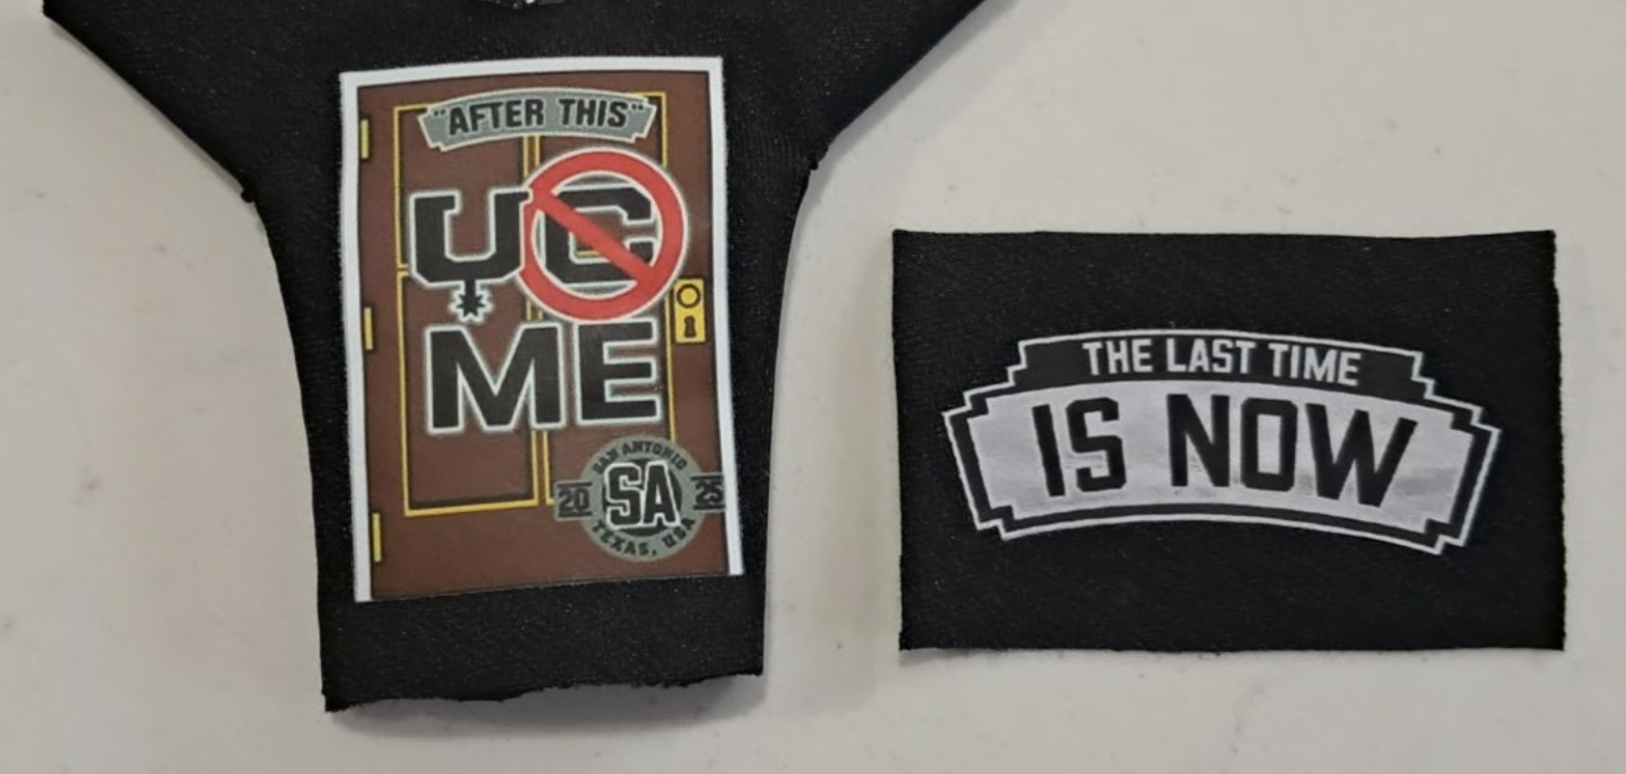 "AFTER THIS"
UC
ME
SAN ANTONIO
20 SA 25
TEXAS, USA
THE LAST TIME
IS NOW